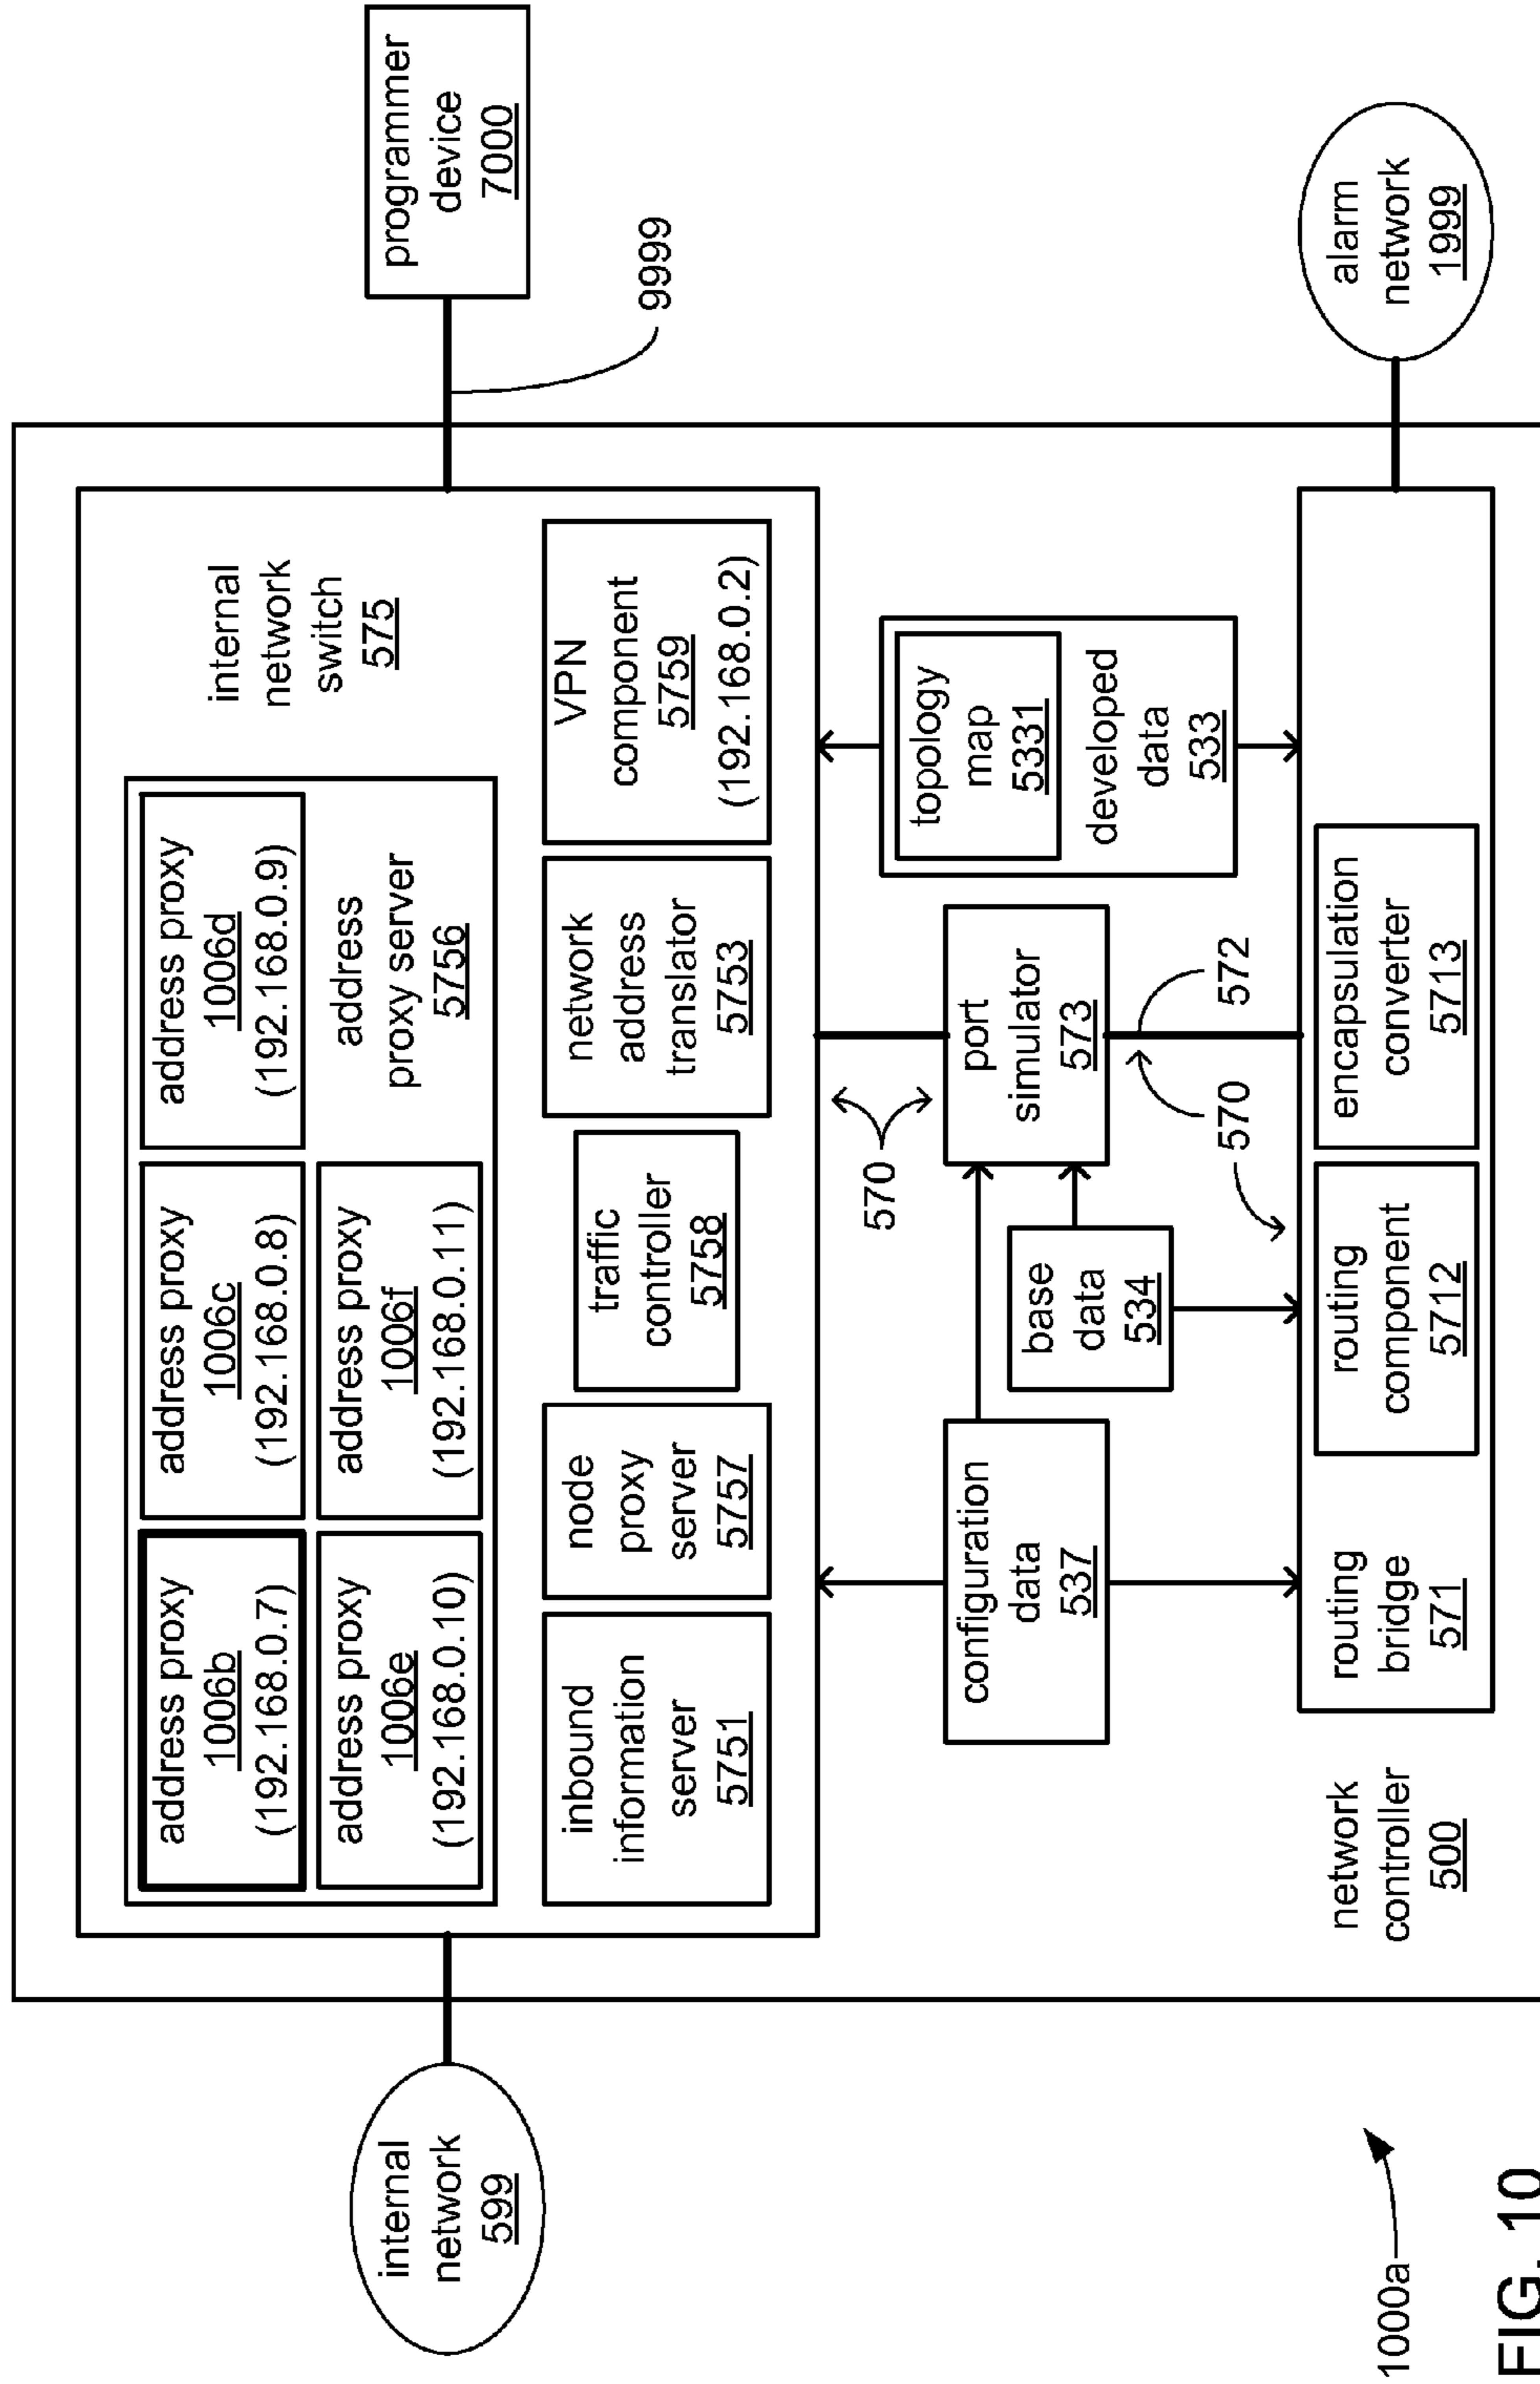 internal
network
599
address proxy
1006b
(192.168.0.7)
address proxy
1006c
(192.168.0.8)
address proxy
1006d
(192.168.0.9)
address proxy
1006e
(192.168.0.10)
address proxy
1006f
(192.168.0.11)
address
proxy server
5756
internal
network
switch
575
programmer
device
7000
9999
inbound
information
server
5751
node
proxy
server
5757
traffic
controller
5758
network
address
translator
5753
VPN
component
5759
(192.168.0.2)
570
configuration
data
537
base
data
534
port
simulator
573
topology
map
5331
developed
data
533
570
572
network
controller
500
routing
bridge
571
routing
component
5712
encapsulation
converter
5713
alarm
network
1999
1000a
FIG. 10